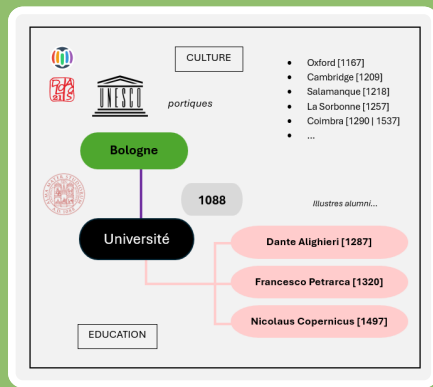 CULTURE
UNESCO
portiques
Oxford [1167]
Cambridge [1209]
Salamanque [1218]
La Sorbonne [1257]
Coimbra [1290 | 1537]
...
Bologne
1088
Illustres alumni...
Université
Dante Alighieri [1287]
Francesco Petrarca [1320]
Nicolaus Copernicus [1497]
EDUCATION